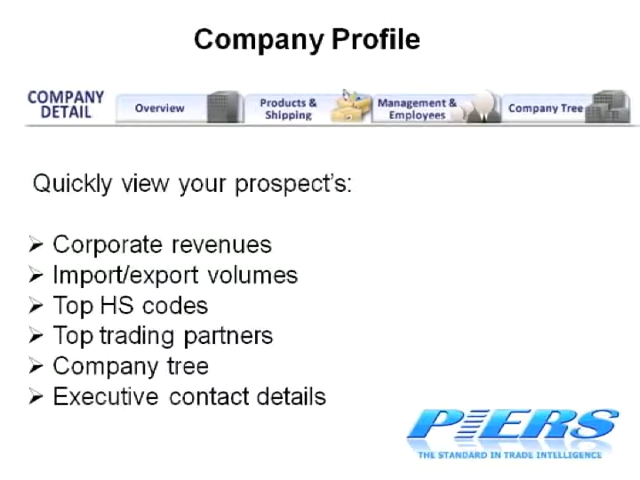 Company Profile
COMPANY DETAIL
Overview
Products & Shipping
Management & Employees
Company Tree
Quickly view your prospect's:
➢ Corporate revenues
➢ Import/export volumes
➢ Top HS codes
➢ Top trading partners
➢ Company tree
➢ Executive contact details
PIERS
THE STANDARD IN TRADE INTELLIGENCE